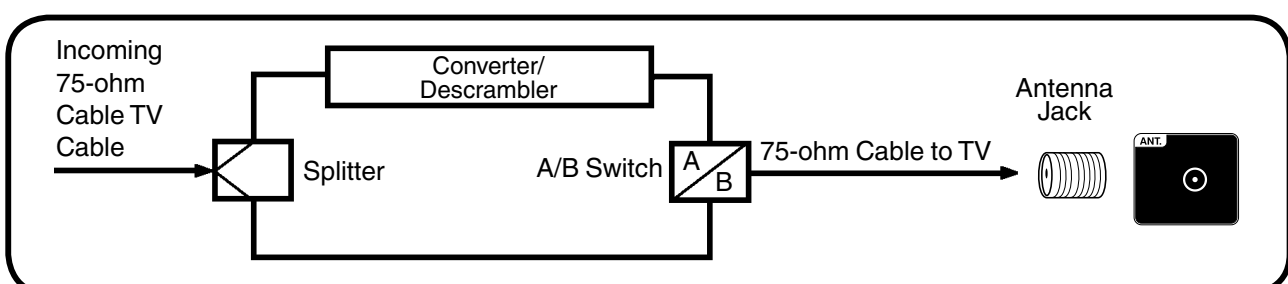 Incoming
75-ohm
Cable TV
Cable
Splitter
Converter/
Descrambler
A/B Switch
A
B
75-ohm Cable to TV
Antenna
Jack
ANT.